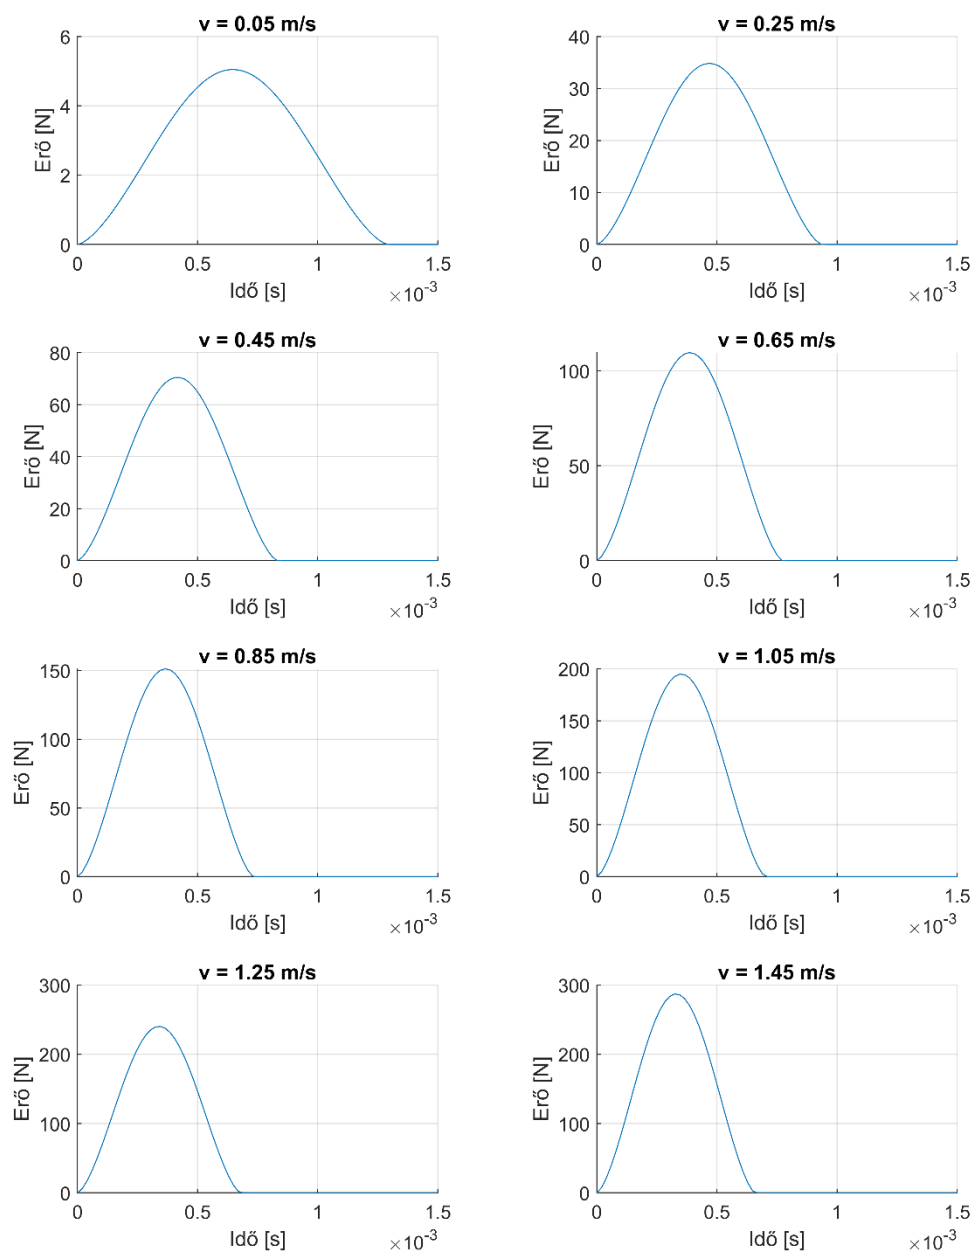 v = 0.05 m/s
6
4
2
0
Erő [N]
0 0.5 1 1.5
Idő [s]
×10-3
v = 0.25 m/s
40
30
20
10
0
Erő [N]
0 0.5 1 1.5
Idő [s]
×10-3
v = 0.45 m/s
80
60
40
20
0
Erő [N]
0 0.5 1 1.5
Idő [s]
×10-3
v = 0.65 m/s
100
50
0
Erő [N]
0 0.5 1 1.5
Idő [s]
×10-3
v = 0.85 m/s
150
100
50
0
Erő [N]
0 0.5 1 1.5
Idő [s]
×10-3
v = 1.05 m/s
200
150
100
50
0
Erő [N]
0 0.5 1 1.5
Idő [s]
×10-3
v = 1.25 m/s
300
200
100
0
Erő [N]
0 0.5 1 1.5
Idő [s]
×10-3
v = 1.45 m/s
300
200
100
0
Erő [N]
0 0.5 1 1.5
Idő [s]
×10-3